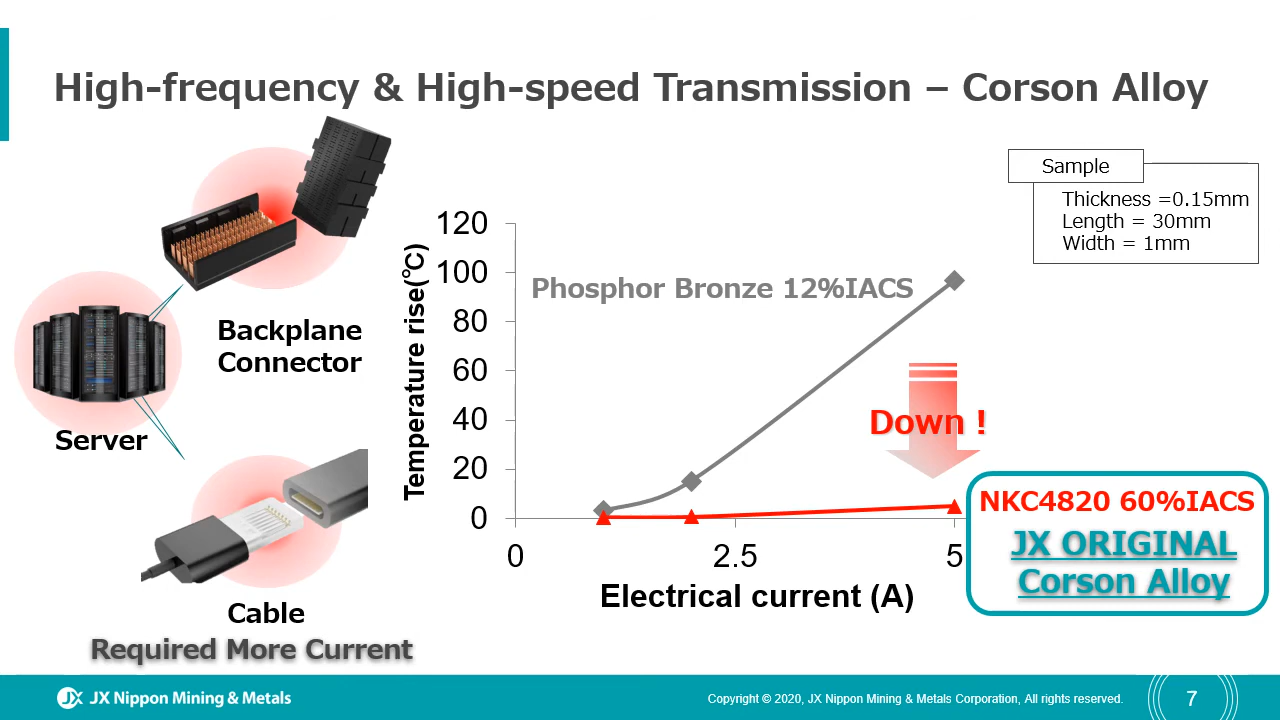 High-frequency & High-speed Transmission – Corson Alloy
Backplane
Connector
Server
Cable
Required More Current
Sample
Thickness =0.15mm
Length = 30mm
Width = 1mm
Temperature rise(℃)
120
100
80
60
40
20
0
Phosphor Bronze 12%IACS
Down !
0
2.5
5
Electrical current (A)
NKC4820 60%IACS
JX ORIGINAL
Corson Alloy
JX JX Nippon Mining & Metals
Copyright © 2020, JX Nippon Mining & Metals Corporation, All rights reserved.
7